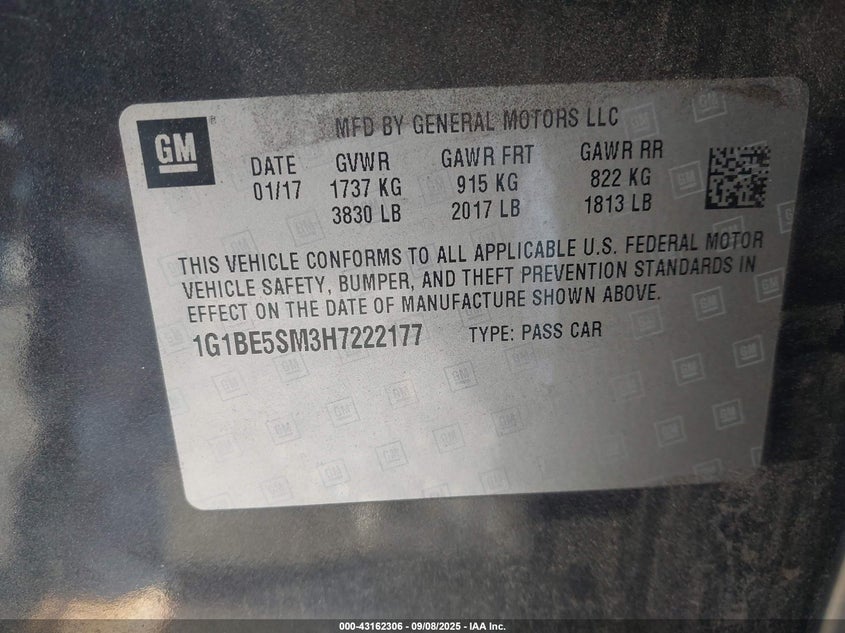 MFD BY GENERAL MOTORS LLC
GM®
DATE GVWR GAWR FRT GAWR RR
01/17 1737 KG 915 KG 822 KG
3830 LB 2017 LB 1813 LB
THIS VEHICLE CONFORMS TO ALL APPLICABLE U.S. FEDERAL MOTOR
VEHICLE SAFETY, BUMPER, AND THEFT PREVENTION STANDARDS IN
EFFECT ON THE DATE OF MANUFACTURE SHOWN ABOVE.
1G1BE5SM3H7222177 TYPE: PASS CAR
000-43162306 - 09/08/2025 - IAA Inc.